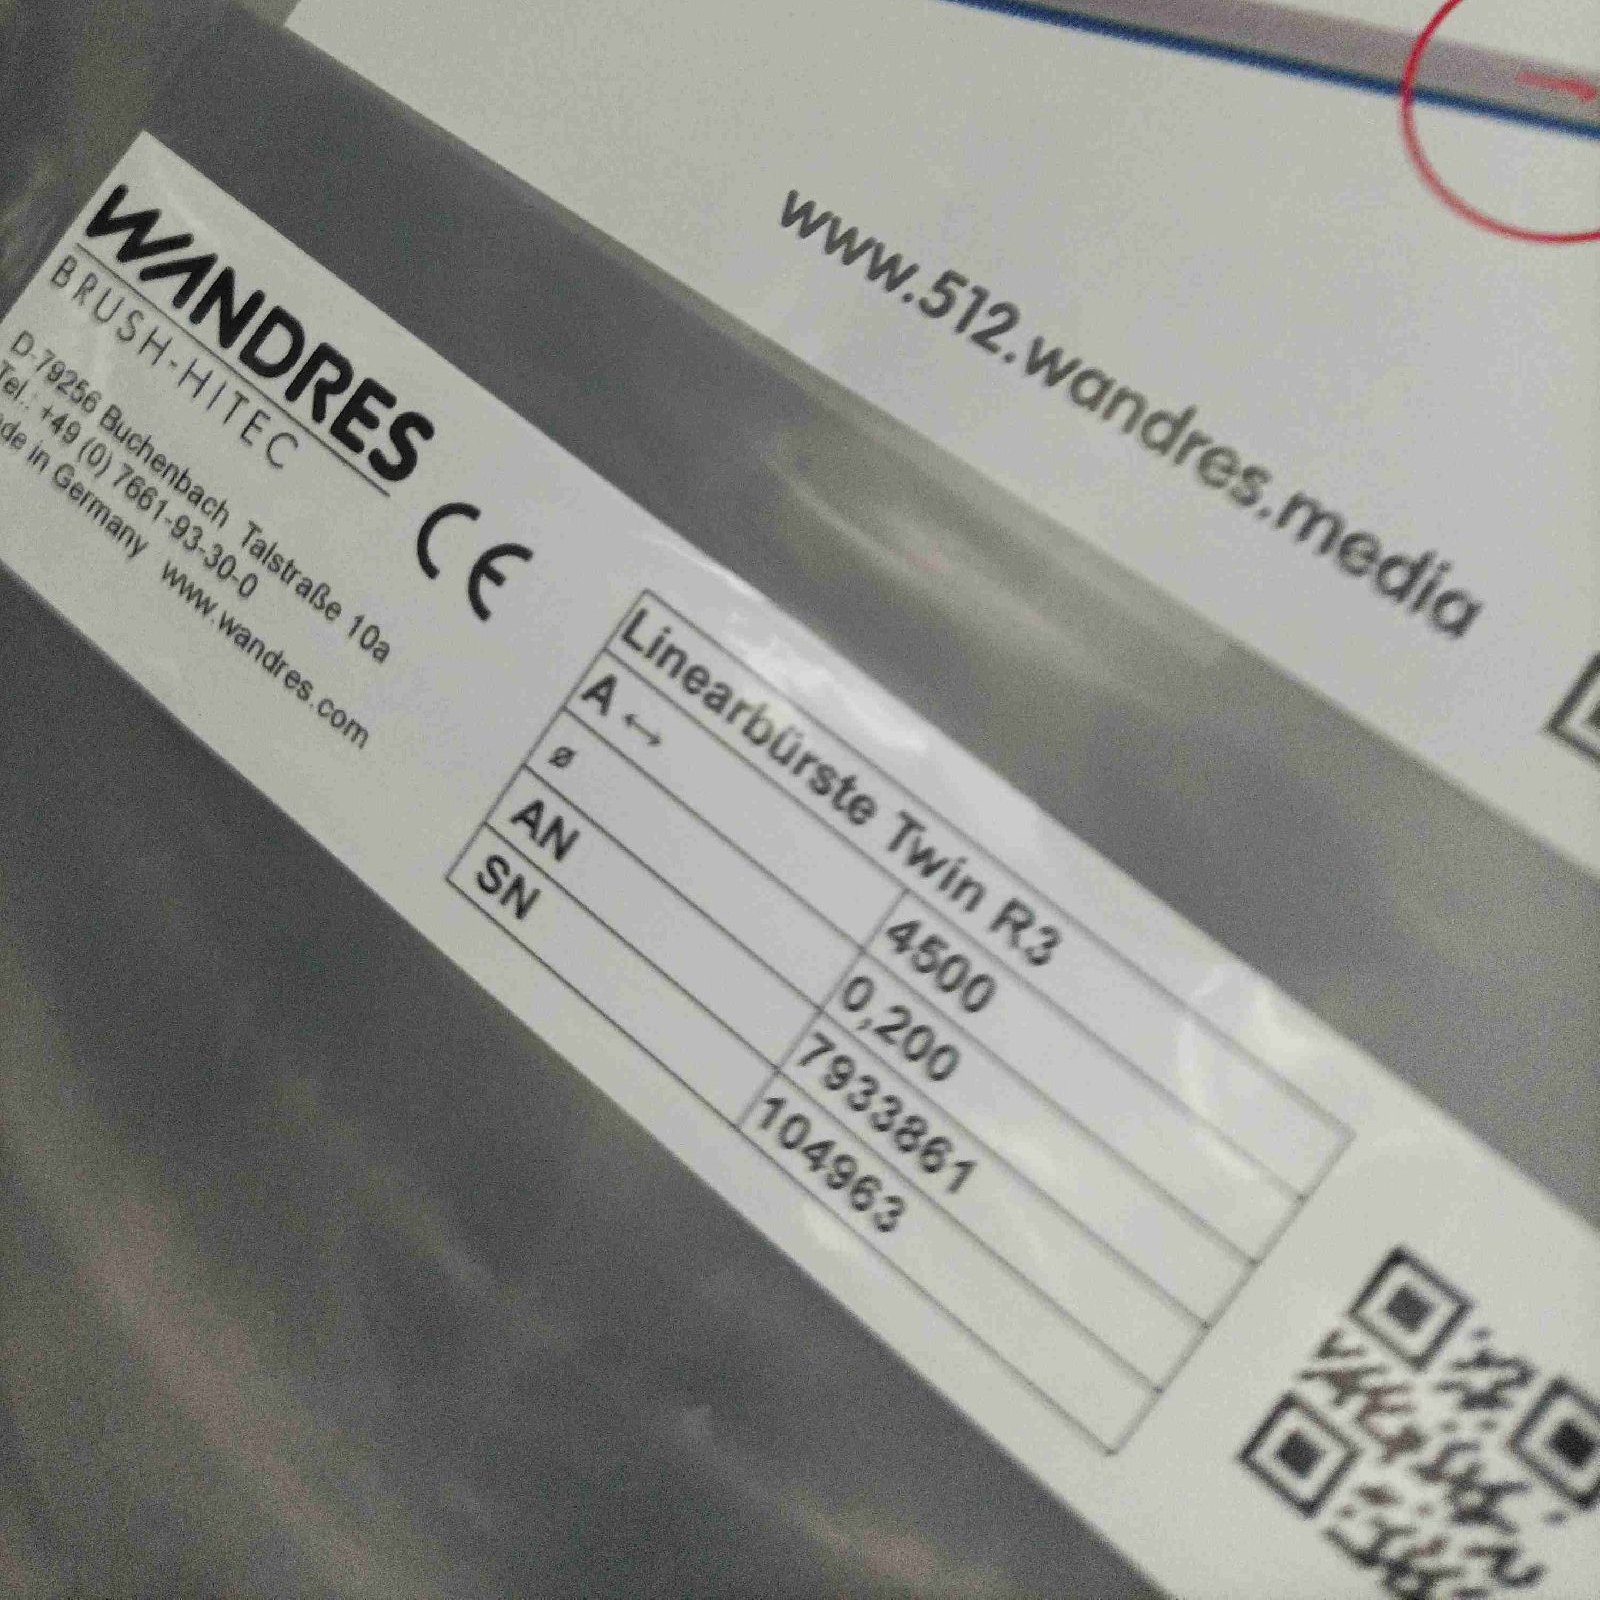 www.512.wandres.media
WANDRES
BRUSH-HITEC
CE
D-79256 Buchenbach Talstraße 10a
Tel.: +49 (0) 7661-93-30-0
de in Germany www.wandres.com
Linearbürste Twin R3
A ↔ 4500
ø 0,200
AN 7933861
SN 104963